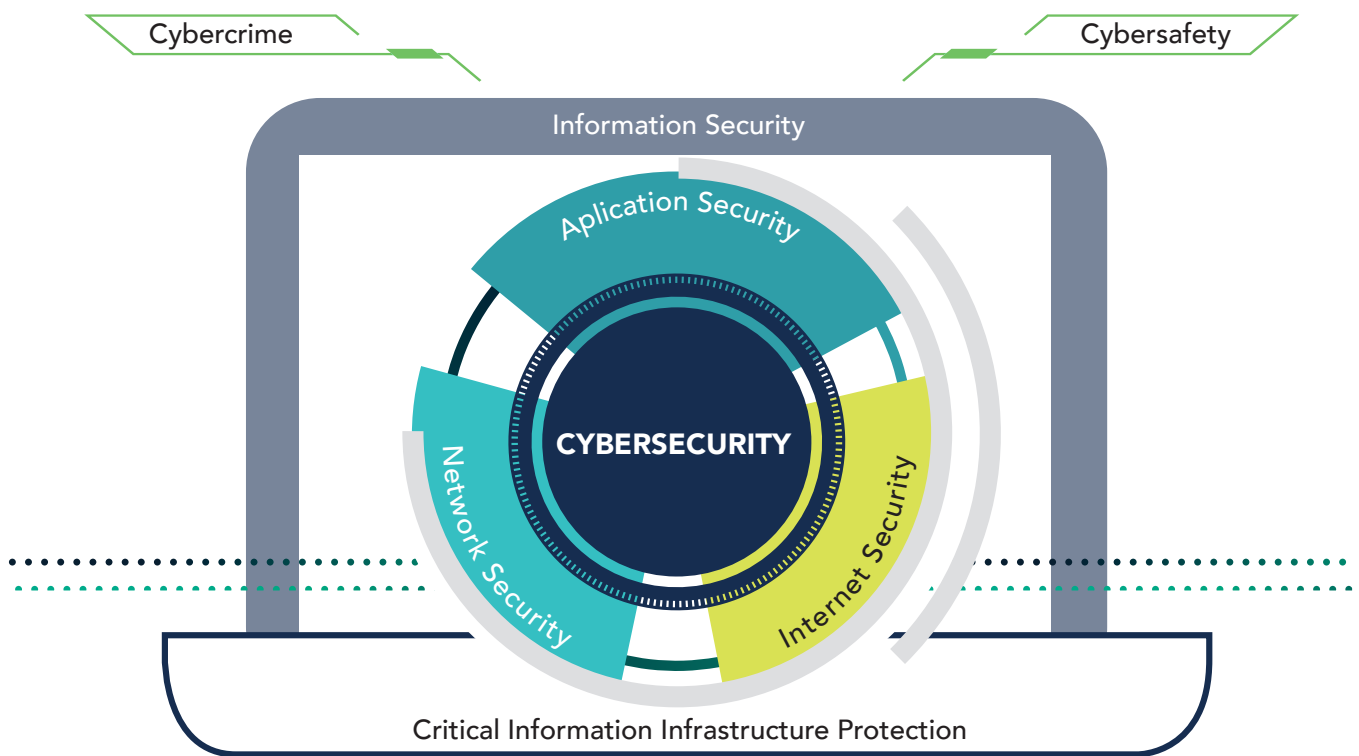 Cybercrime
Cybersafety
Information Security
Aplication Security
CYBERSECURITY
Network Security
Internet Security
Critical Information Infrastructure Protection